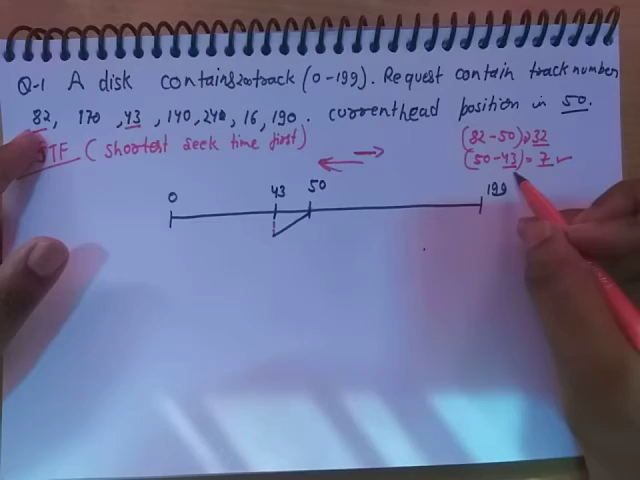 Q-1 A disk contains 200 track (0-199). Request contain track number
82, 170, 43, 140, 24, 16, 190. current head position in 50.
STF (shortest seek time first)
(82-50)=32
(50-43)=7 ✓
0 43 50 199